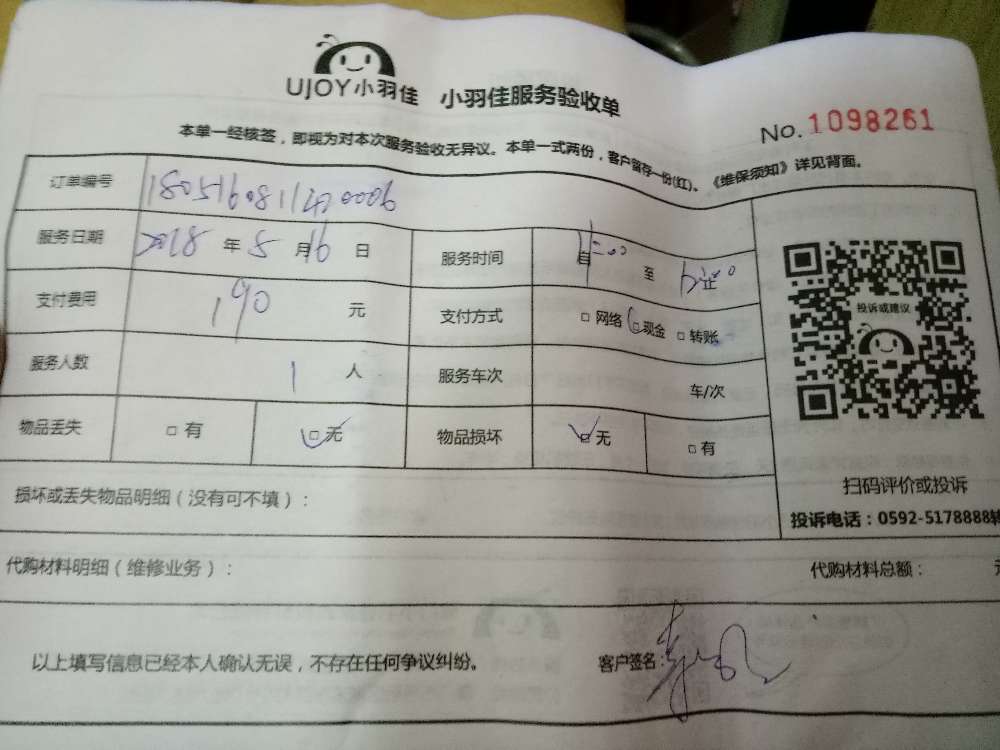 UJOY小羽佳 小羽佳服务验收单
No. 1098261
本单一经核签，即视为对本次服务验收无异议。本单一式两份，客户留存一份(红)。《维保须知》详见背面。
订单编号
服务日期 2018 年 5 月 16 日 服务时间 自 至
支付费用 190 元 支付方式 □ 网络 □ 现金 □ 转账
服务人数 1 人 服务车次 车/次
物品丢失 □ 有 □ 无 物品损坏 □ 无 □ 有
投诉或建议
扫码评价或投诉
投诉电话：0592-5178888转
损坏或丢失物品明细（没有可不填）：
代购材料明细（维修业务）： 代购材料总额：
以上填写信息已经本人确认无误，不存在任何争议纠纷。 客户签名：